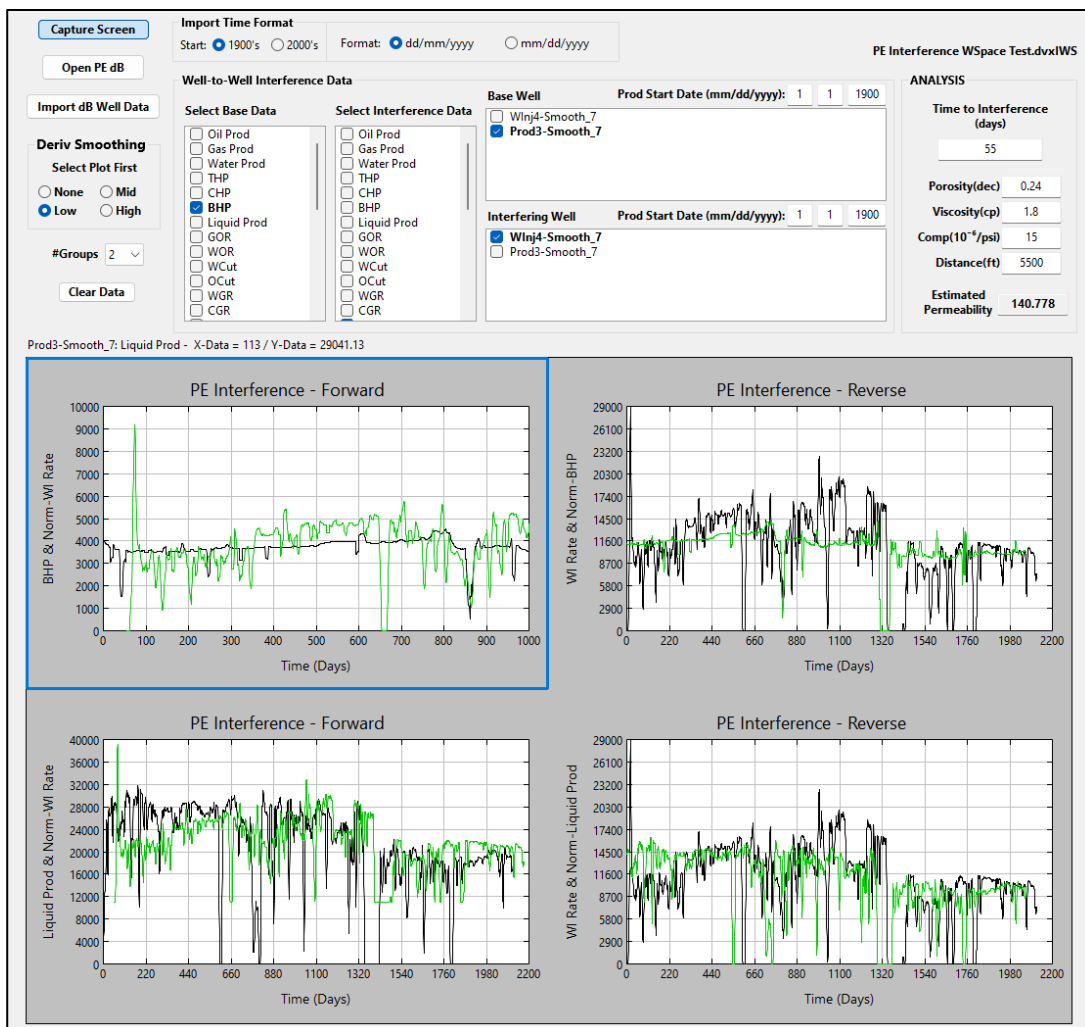 Capture Screen
Open PE dB
Import dB Well Data
Deriv Smoothing
Select Plot First
None Mid
Low High
#Groups 2
Clear Data
Import Time Format
Start: 1900's 2000's Format: dd/mm/yyyy mm/dd/yyyy
PE Interference WSpace Test.dvxIWS
Well-to-Well Interference Data
Select Base Data
Oil Prod
Gas Prod
Water Prod
THP
CHP
BHP
Liquid Prod
GOR
WOR
WCut
OCut
WGR
CGR
Select Interference Data
Oil Prod
Gas Prod
Water Prod
THP
CHP
BHP
Liquid Prod
GOR
WOR
WCut
OCut
WGR
CGR
Base Well Prod Start Date (mm/dd/yyyy): 1 1 1900
WInj4-Smooth_7
Prod3-Smooth_7
Interfering Well Prod Start Date (mm/dd/yyyy): 1 1 1900
WInj4-Smooth_7
Prod3-Smooth_7
ANALYSIS
Time to Interference
(days)
55
Porosity(dec) 0.24
Viscosity(cp) 1.8
Comp(10⁻⁶/psi) 15
Distance(ft) 5500
Estimated
Permeability 140.778
Prod3-Smooth_7: Liquid Prod - X-Data = 113 / Y-Data = 29041.13
PE Interference - Forward
BHP & Norm-WI Rate
10000
9000
8000
7000
6000
5000
4000
3000
2000
1000
0
0 100 200 300 400 500 600 700 800 900 1000
Time (Days)
PE Interference - Reverse
WI Rate & Norm-BHP
29000
26100
23200
20300
17400
14500
11600
8700
5800
2900
0
0 220 440 660 880 1100 1320 1540 1760 1980 2200
Time (Days)
PE Interference - Forward
Liquid Prod & Norm-WI Rate
40000
36000
32000
28000
24000
20000
16000
12000
8000
4000
0
0 220 440 660 880 1100 1320 1540 1760 1980 2200
Time (Days)
PE Interference - Reverse
WI Rate & Norm-Liquid Prod
29000
26100
23200
20300
17400
14500
11600
8700
5800
2900
0
0 220 440 660 880 1100 1320 1540 1760 1980 2200
Time (Days)